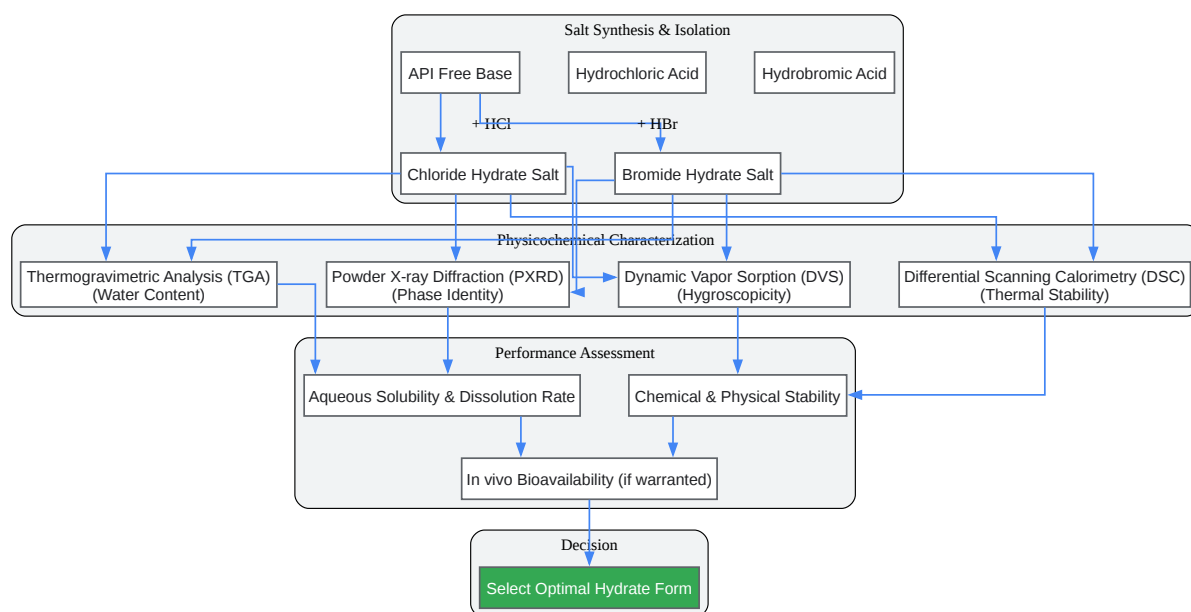 Salt Synthesis & Isolation
API Free Base
Hydrochloric Acid
Hydrobromic Acid
+ HCl
+ HBr
Chloride Hydrate Salt
Bromide Hydrate Salt
Physicochemical Characterization
Thermogravimetric Analysis (TGA)
(Water Content)
Powder X-ray Diffraction (PXRD)
(Phase Identity)
Dynamic Vapor Sorption (DVS)
(Hygroscopicity)
Differential Scanning Calorimetry (DSC)
(Thermal Stability)
Performance Assessment
Aqueous Solubility & Dissolution Rate
Chemical & Physical Stability
In vivo Bioavailability (if warranted)
Decision
Select Optimal Hydrate Form